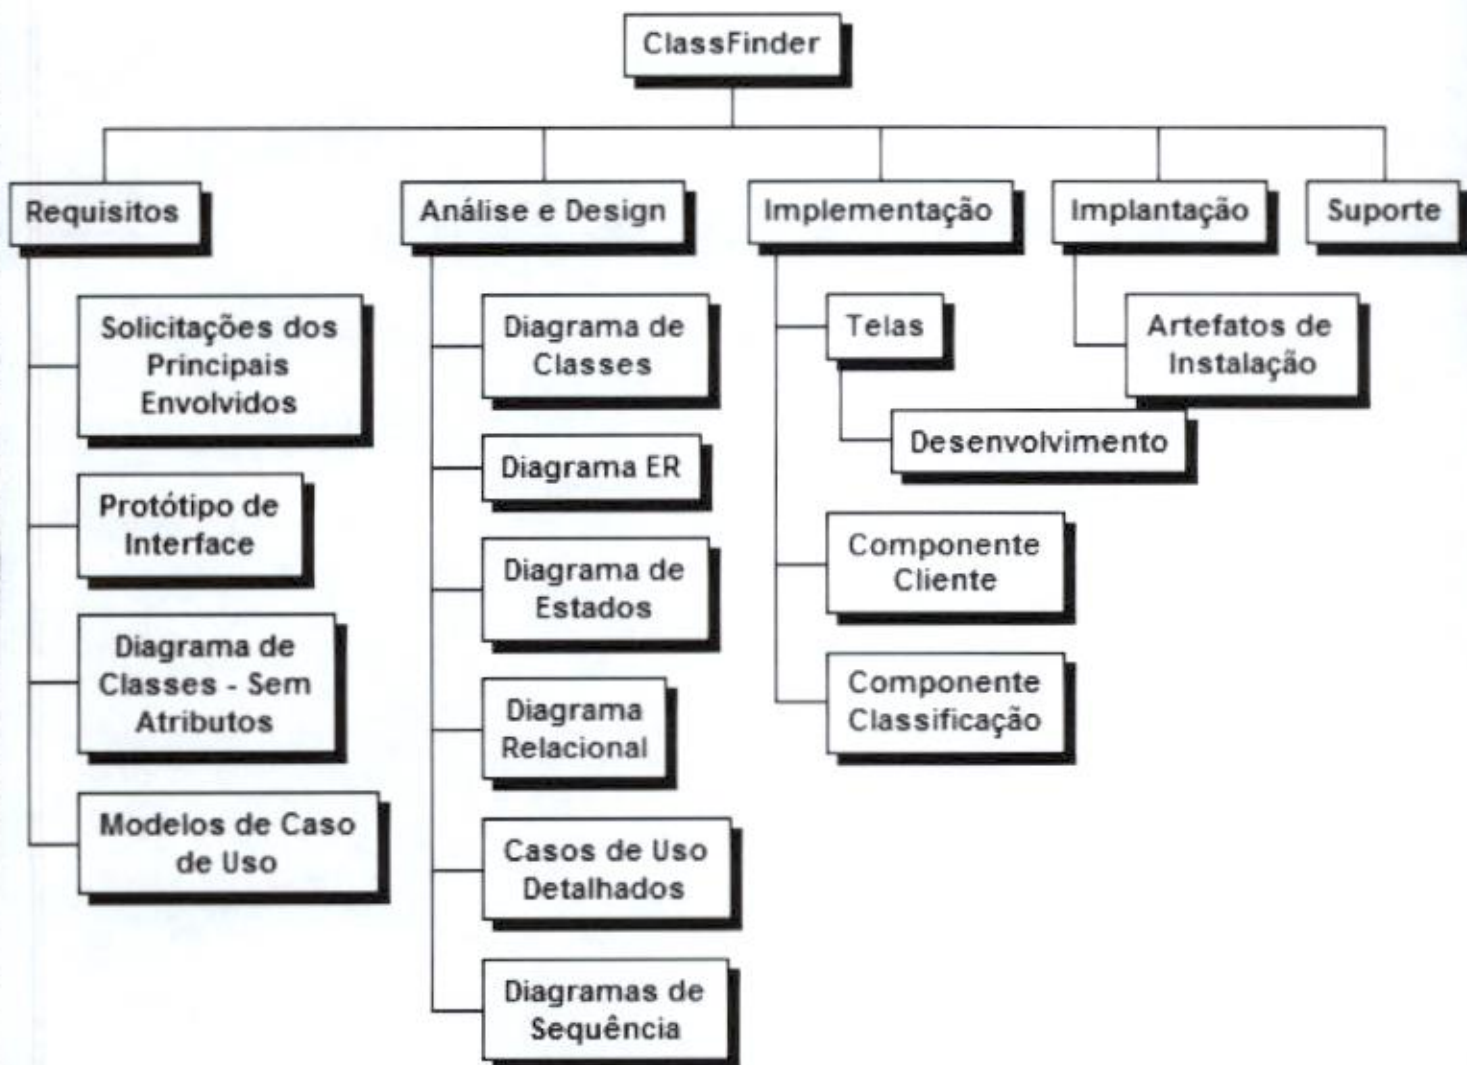 ClassFinder
Requisitos
Análise e Design
Implementação
Implantação
Suporte
Solicitações dos
Principais
Envolvidos
Protótipo de
Interface
Diagrama de
Classes - Sem
Atributos
Modelos de Caso
de Uso
Diagrama de
Classes
Diagrama ER
Diagrama de
Estados
Diagrama
Relacional
Casos de Uso
Detalhados
Diagramas de
Sequência
Telas
Desenvolvimento
Componente
Cliente
Componente
Classificação
Artefatos de
Instalação